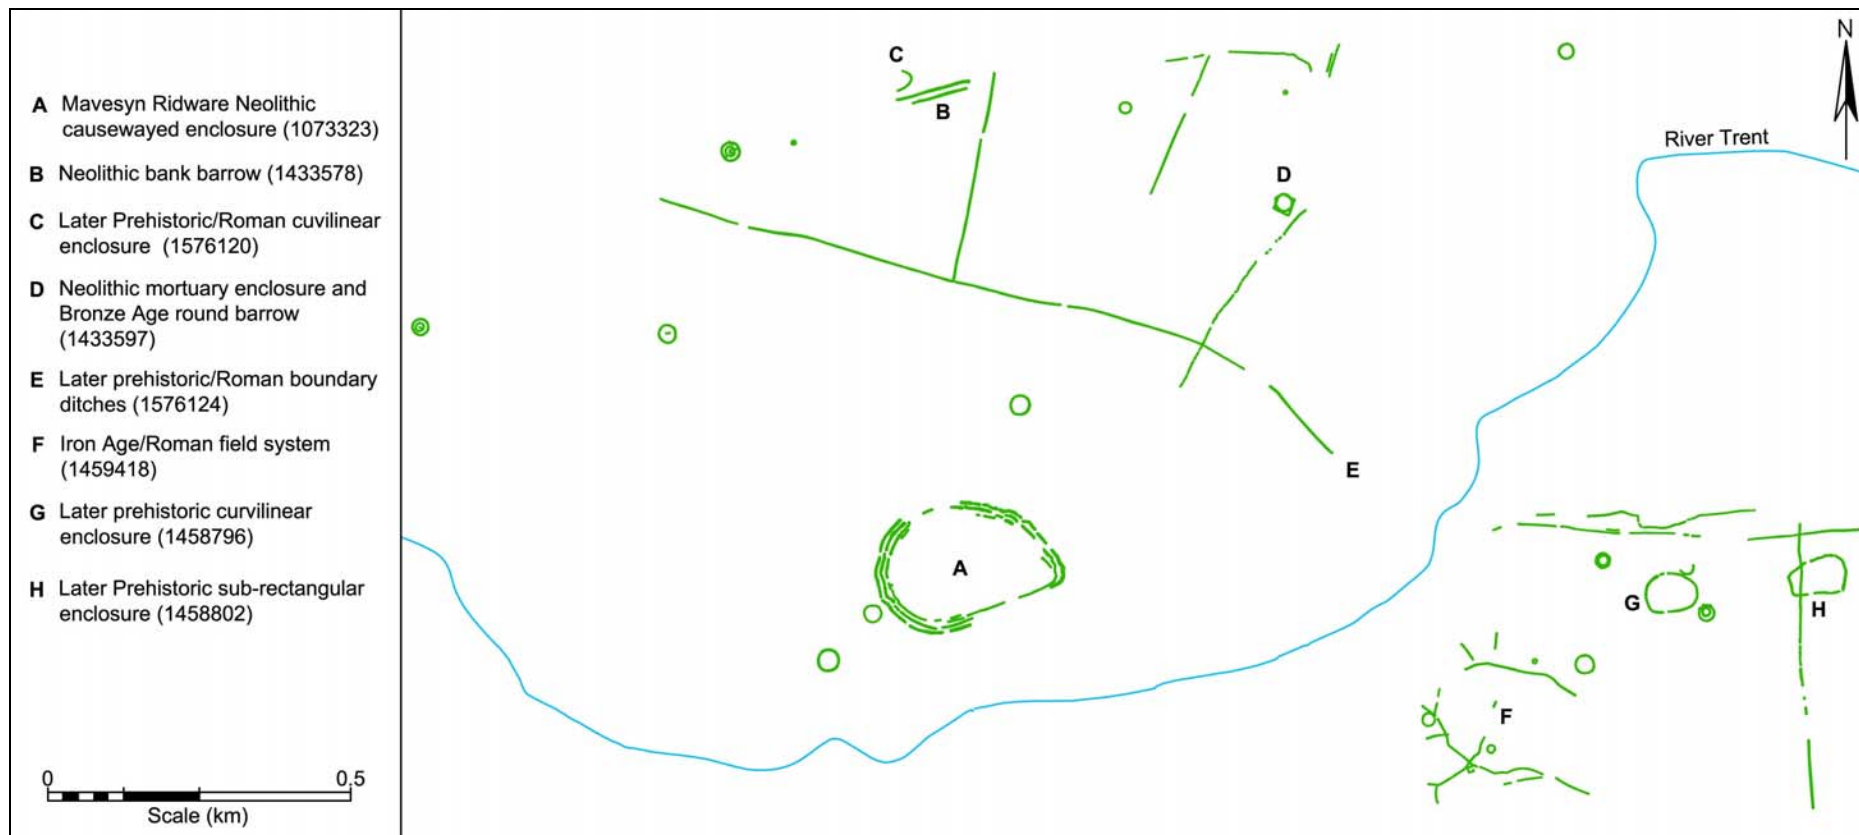 A Mavesyn Ridware Neolithic
causewayed enclosure (1073323)
B Neolithic bank barrow (1433578)
C Later Prehistoric/Roman cuvilinear
enclosure (1576120)
D Neolithic mortuary enclosure and
Bronze Age round barrow
(1433597)
E Later prehistoric/Roman boundary
ditches (1576124)
F Iron Age/Roman field system
(1459418)
G Later prehistoric curvilinear
enclosure (1458796)
H Later Prehistoric sub-rectangular
enclosure (1458802)
0 0.5
Scale (km)
N
C
B
River Trent
D
E
A
G
H
F